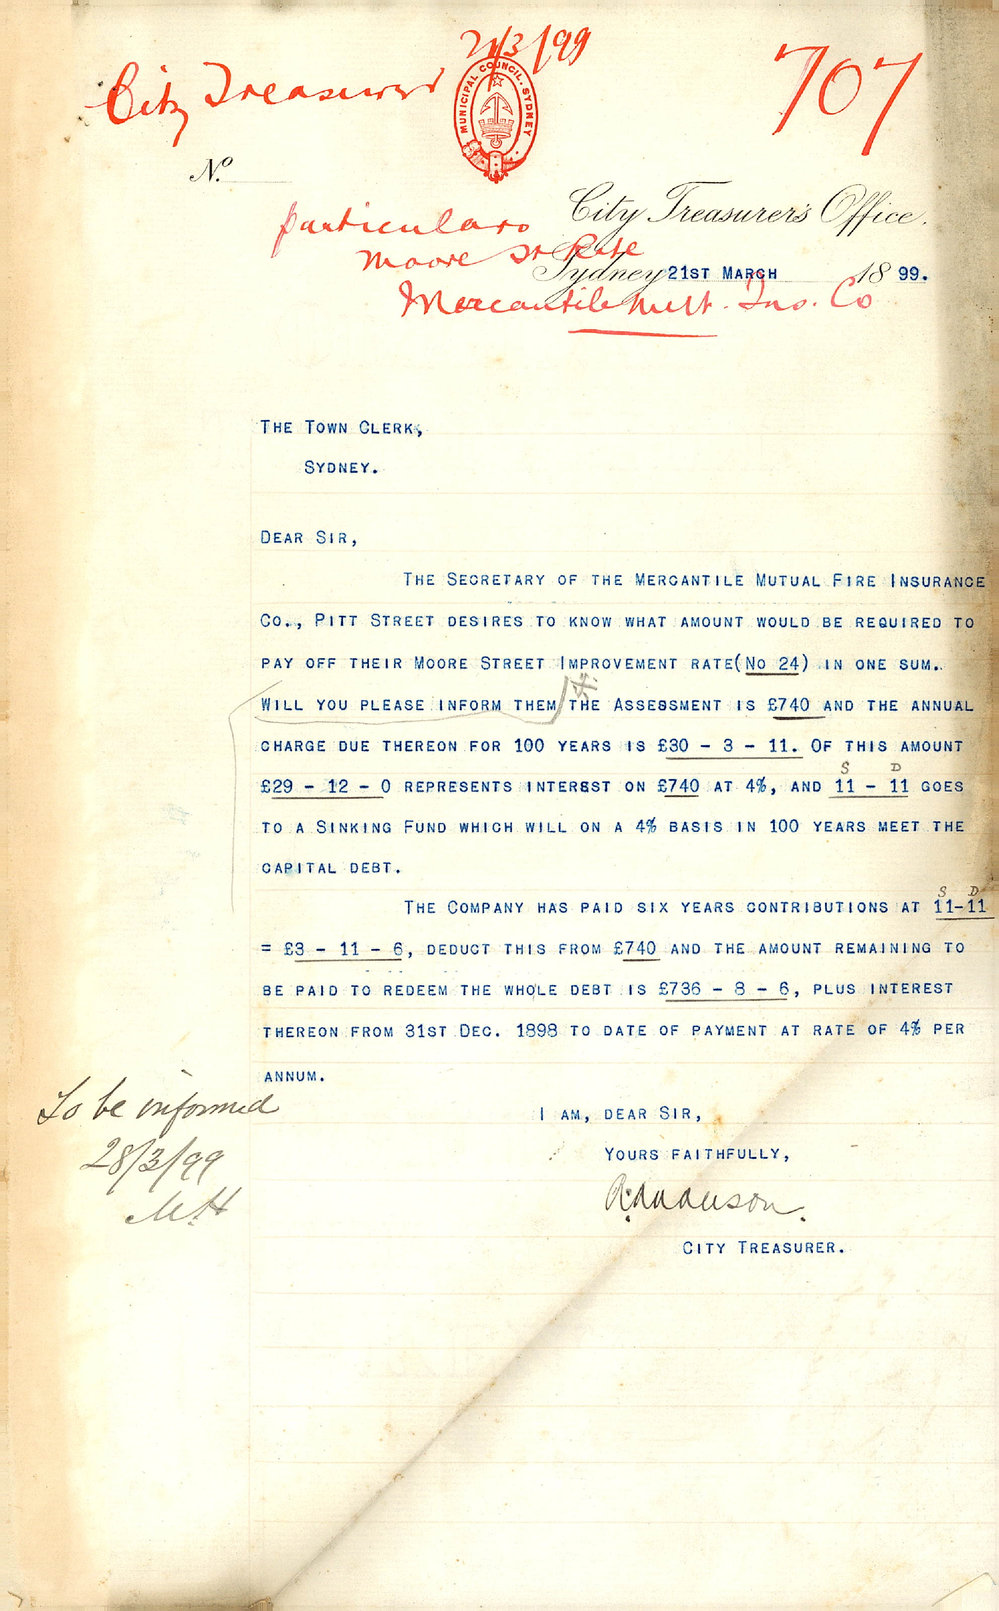 21/3/99
City Treasurer
707
MUNICIPAL COUNCIL. SYDNEY
No
City Treasurer's Office.
particulars
Moore St Rate
Sydney 21ST MARCH 1899.
Mercantile Mutl. Ins. Co
THE TOWN CLERK,
SYDNEY.
DEAR SIR,
THE SECRETARY OF THE MERCANTILE MUTUAL FIRE INSURANCE
CO., PITT STREET DESIRES TO KNOW WHAT AMOUNT WOULD BE REQUIRED TO
PAY OFF THEIR MOORE STREET IMPROVEMENT RATE(NO 24) IN ONE SUM.
WILL YOU PLEASE INFORM THEM THE ASSESSMENT IS £740 AND THE ANNUAL
CHARGE DUE THEREON FOR 100 YEARS IS £30 - 3 - 11. OF THIS AMOUNT
S D
£29 - 12 - 0 REPRESENTS INTEREST ON £740 AT 4%, AND 11 - 11 GOES
TO A SINKING FUND WHICH WILL ON A 4% BASIS IN 100 YEARS MEET THE
CAPITAL DEBT.
S D
THE COMPANY HAS PAID SIX YEARS CONTRIBUTIONS AT 11-11
= £3 - 11 - 6, DEDUCT THIS FROM £740 AND THE AMOUNT REMAINING TO
BE PAID TO REDEEM THE WHOLE DEBT IS £736 - 8 - 6, PLUS INTEREST
THEREON FROM 31ST DEC. 1898 TO DATE OF PAYMENT AT RATE OF 4% PER
ANNUM.
To be informed
28/3/99
I AM, DEAR SIR,
YOURS FAITHFULLY,
CITY TREASURER.